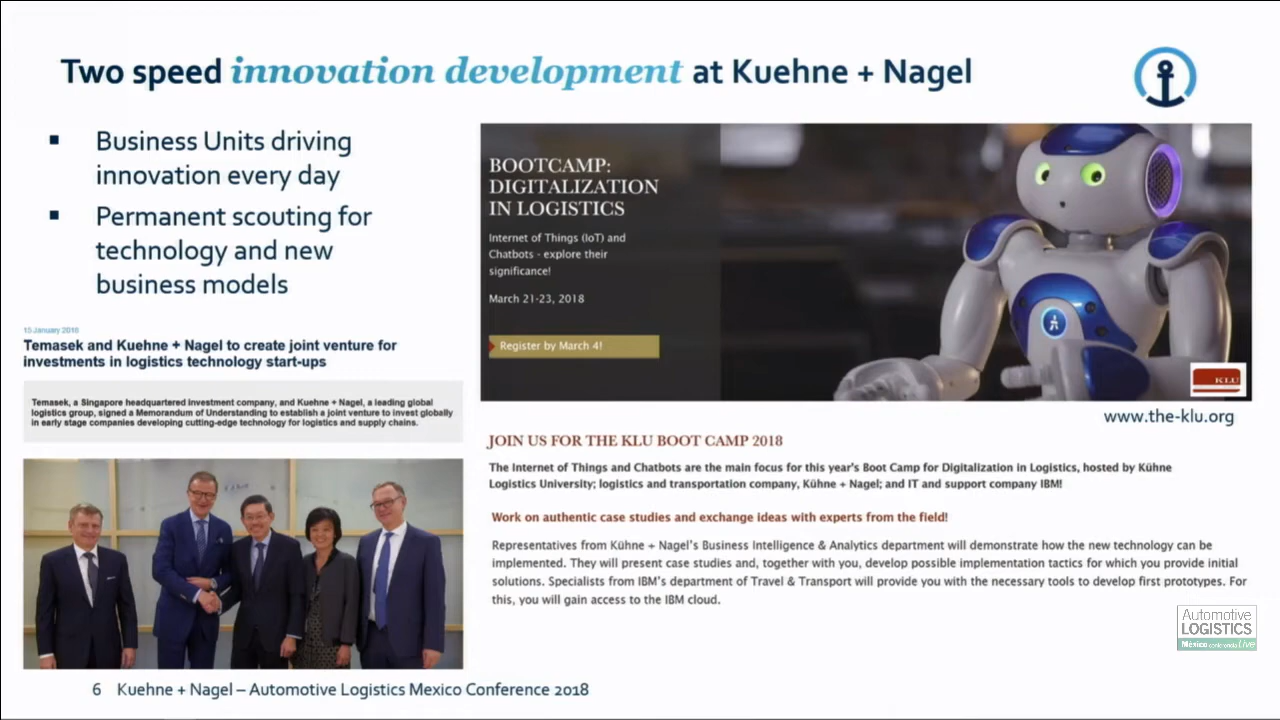 Two speed innovation development at Kuehne + Nagel
Business Units driving
innovation every day
Permanent scouting for
technology and new
business models
15 January 2018
Temasek and Kuehne + Nagel to create joint venture for
investments in logistics technology start-ups
Temasek, a Singapore headquartered investment company, and Kuehne + Nagel, a leading global
logistics group, signed a Memorandum of Understanding to establish a joint venture to invest globally
in early stage companies developing cutting-edge technology for logistics and supply chains.
BOOTCAMP:
DIGITALIZATION
IN LOGISTICS
Internet of Things (IoT) and
Chatbots - explore their
significance!
March 21-23, 2018
Register by March 4!
KLU
www.the-klu.org
JOIN US FOR THE KLU BOOT CAMP 2018
The Internet of Things and Chatbots are the main focus for this year's Boot Camp for Digitalization in Logistics, hosted by Kühne
Logistics University; logistics and transportation company, Kühne + Nagel; and IT and support company IBM!
Work on authentic case studies and exchange ideas with experts from the field!
Representatives from Kühne + Nagel's Business Intelligence & Analytics department will demonstrate how the new technology can be
implemented. They will present case studies and, together with you, develop possible implementation tactics for which you provide initial
solutions. Specialists from IBM's department of Travel & Transport will provide you with the necessary tools to develop first prototypes. For
this, you will gain access to the IBM cloud.
Automotive
LOGISTICS
México conferencia Live
6 Kuehne + Nagel – Automotive Logistics Mexico Conference 2018